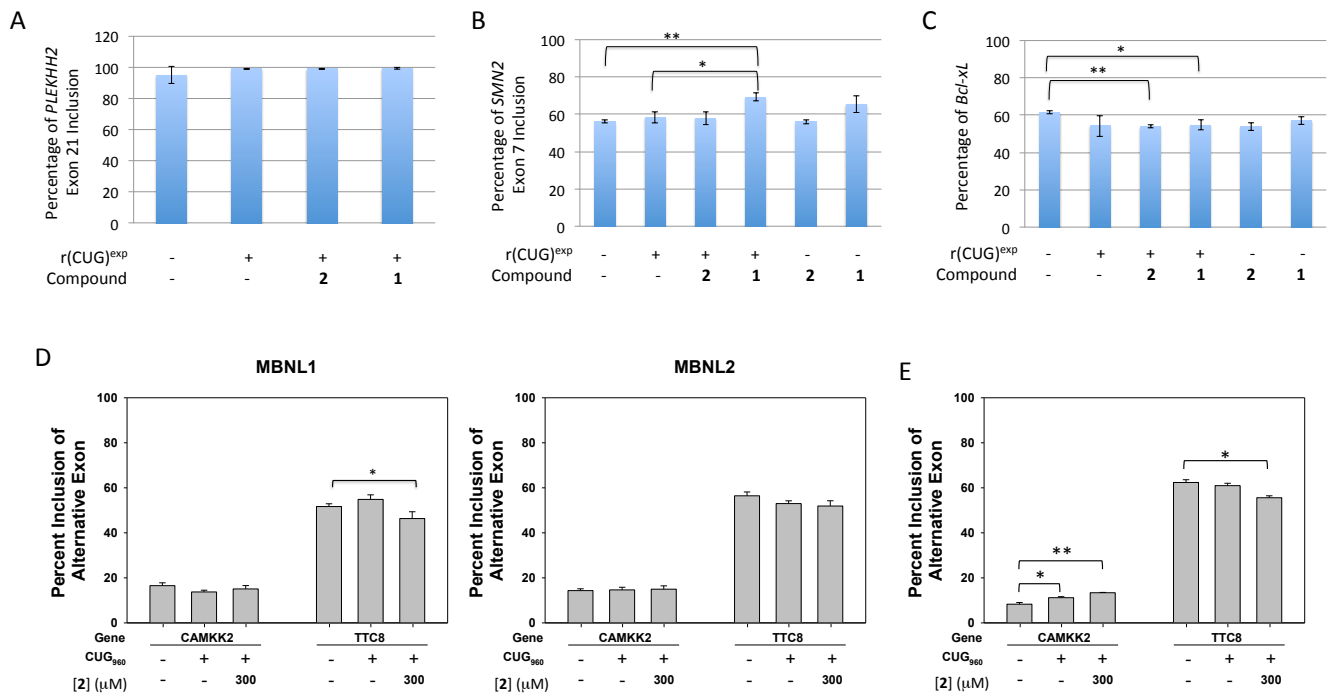 A
Percentage of PLEKHH2
Exon 21 Inclusion
120
100
80
60
40
20
0
r(CUG)exp - + + +
Compound - - 2 1
B
Percentage of SMN2
Exon 7 Inclusion
100
80
60
40
20
0
**
*
r(CUG)exp - + + + - -
Compound - - 2 1 2 1
C
Percentage of Bcl-xL
100
80
60
40
20
0
*
**
r(CUG)exp - + + + - -
Compound - - 2 1 2 1
D
MBNL1
Percent Inclusion of
Alternative Exon
100
80
60
40
20
0
*
Gene CAMKK2 TTC8
CUG960 - + + - + +
[2] (µM) - - 300 - - 300
MBNL2
Percent Inclusion of
Alternative Exon
100
80
60
40
20
0
CAMKK2 TTC8
- + + - + +
- - 300 - - 300
E
Percent Inclusion of
Alternative Exon
100
80
60
40
20
0
*
**
*
Gene CAMKK2 TTC8
CUG960 - + + - + +
[2] (µM) - - 300 - - 300